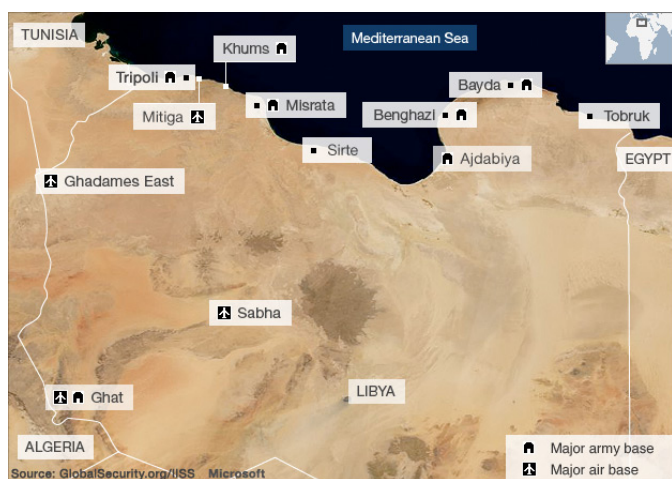 TUNISIA
Khums
Mediterranean Sea
Tripoli
Bayda
Mitiga
Misrata
Benghazi
Tobruk
Sirte
Ajdabiya
EGYPT
Ghadames East
Sabha
Ghat
LIBYA
ALGERIA
Major army base
Major air base
Source: GlobalSecurity.org/IISS Microsoft